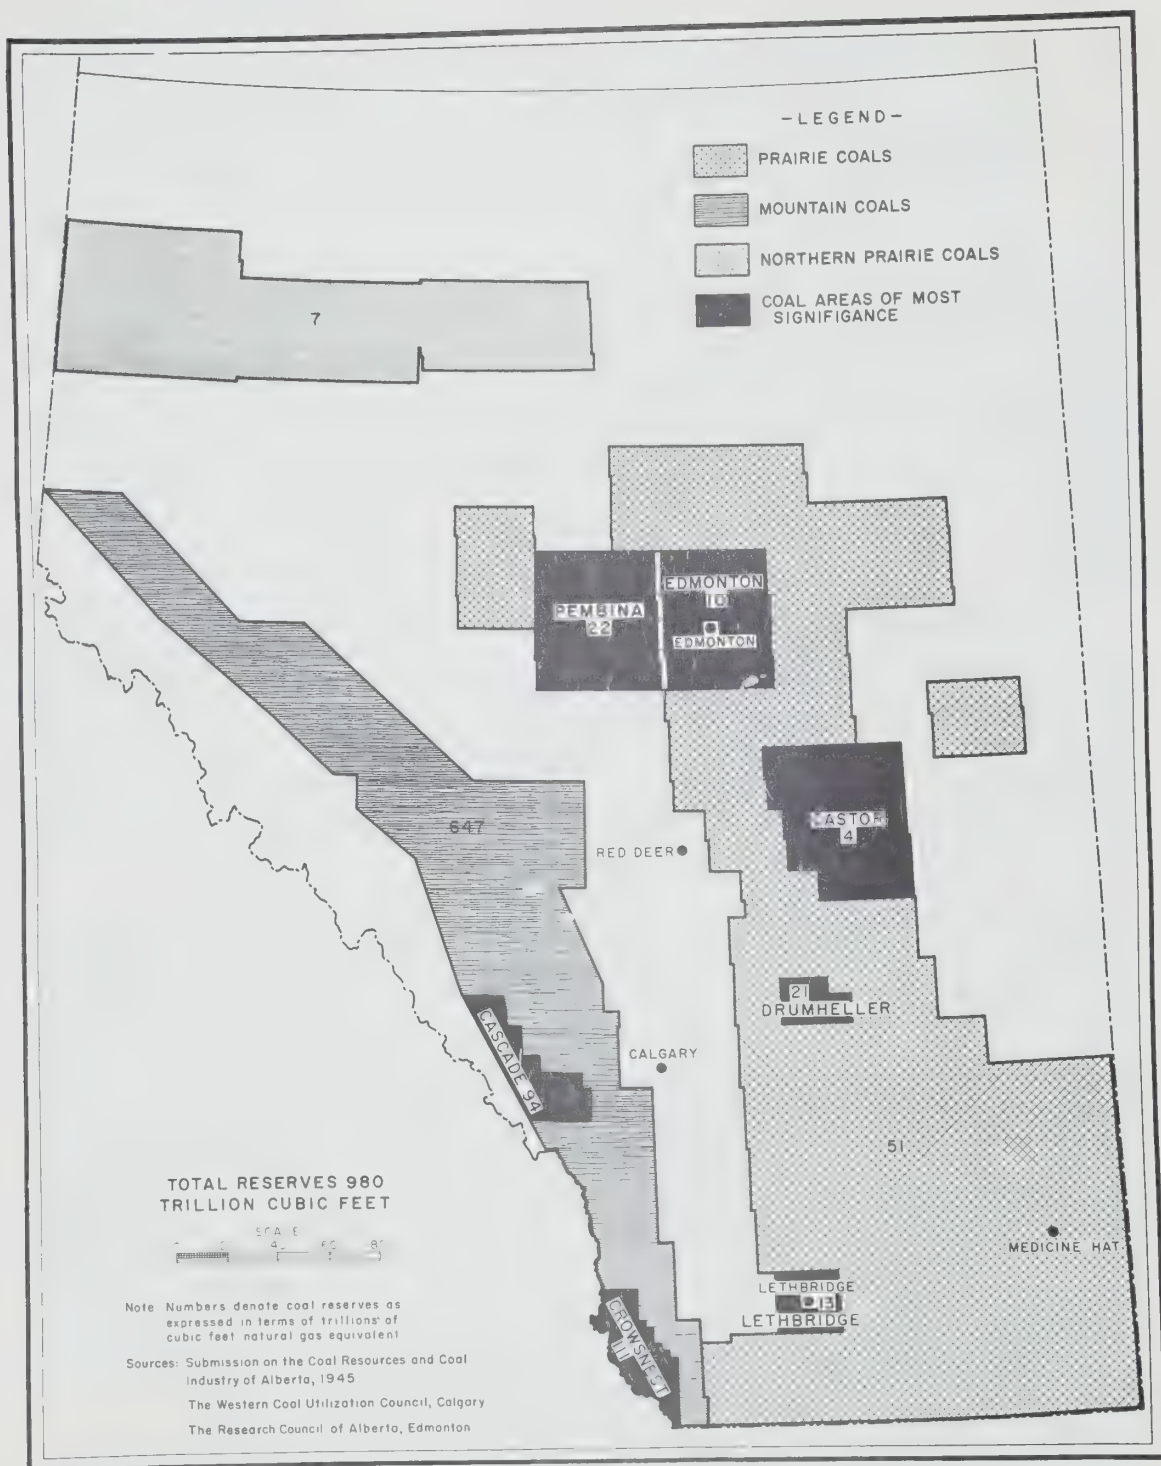 -LEGEND-
PRAIRIE COALS
MOUNTAIN COALS
NORTHERN PRAIRIE COALS
COAL AREAS OF MOST
SIGNIFIGANCE
7
PEMBINA
22
EDMONTON
10
EDMONTON
647
RED DEER
ASTOR
4
21
DRUMHELLER
CASCADE 94
CALGARY
51
MEDICINE HAT
LETHBRIDGE
13
LETHBRIDGE
CROWSNEST
111
TOTAL RESERVES 980
TRILLION CUBIC FEET
SCALE
Note Numbers denote coal reserves as
expressed in terms of trillions of
cubic feet natural gas equivalent
Sources: Submission on the Coal Resources and Coal
Industry of Alberta, 1945
The Western Coal Utilization Council, Calgary
The Research Council of Alberta, Edmonton